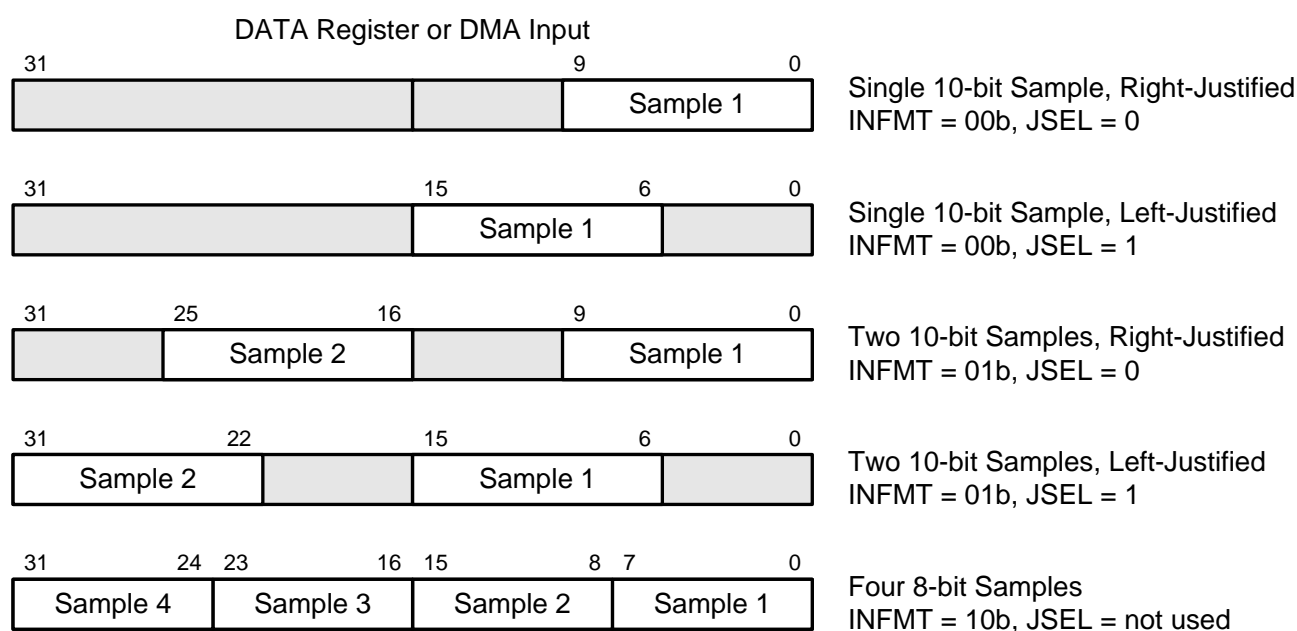 DATA Register or DMA Input
31 9 0
Sample 1
Single 10-bit Sample, Right-Justified
INFMT = 00b, JSEL = 0
31 15 6 0
Sample 1
Single 10-bit Sample, Left-Justified
INFMT = 00b, JSEL = 1
31 25 16 9 0
Sample 2 Sample 1
Two 10-bit Samples, Right-Justified
INFMT = 01b, JSEL = 0
31 22 15 6 0
Sample 2 Sample 1
Two 10-bit Samples, Left-Justified
INFMT = 01b, JSEL = 1
31 24 23 16 15 8 7 0
Sample 4 Sample 3 Sample 2 Sample 1
Four 8-bit Samples
INFMT = 10b, JSEL = not used